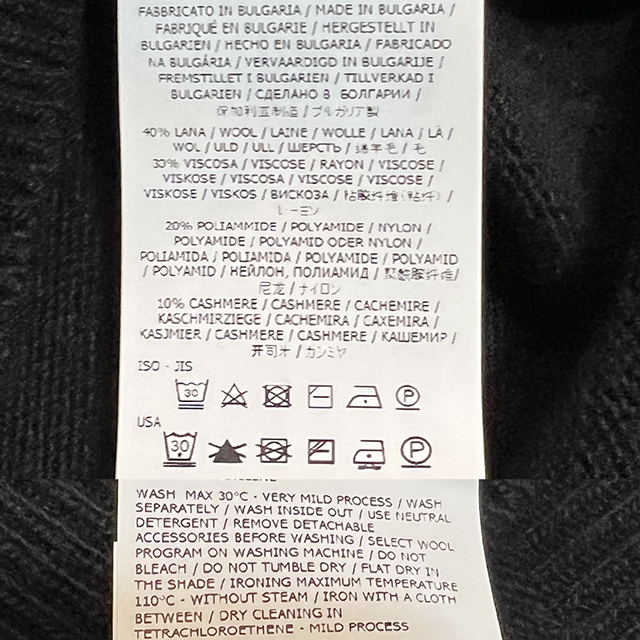 FABBRICATO IN BULGARIA / MADE IN BULGARIA /
FABRIQUÉ EN BULGARIE / HERGESTELLT IN
BULGARIEN / HECHO EN BULGARIA / FABRICADO
NA BULGÁRIA / VERVAARDIGD IN BULGARIJE /
FREMSTILLET I BULGARIEN / TILLVERKAD I
BULGARIEN / СДЕЛАНО В БОЛГАРИИ /
保加利亚制造 / ブルガリア製
40% LANA / WOOL / LAINE / WOLLE / LANA / LÃ /
WOL / ULD / ULL / ШЕРСТЬ / 绵羊毛 / 毛
30% VISCOSA / VISCOSE / RAYON / VISCOSE /
VISKOSE / VISCOSA / VISCOSE / VISCOSE /
VISKOSE / VISKOS / ВИСКОЗА / 粘胶纤维(粘纤) /
レーヨン
20% POLIAMMIDE / POLYAMIDE / NYLON /
POLYAMIDE / POLYAMID ODER NYLON /
POLIAMIDA / POLIAMIDA / POLYAMIDE / POLYAMID
/ POLYAMID / НЕЙЛОН, ПОЛИАМИД / 聚酰胺纤维/
尼龙 / ナイロン
10% CASHMERE / CASHMERE / CACHEMIRE /
KASCHMIRZIEGE / CACHEMIRA / CAXEMIRA /
KASJMIER / CASHMERE / CASHMERE / КАШЕМИР /
开司米 / カシミヤ
ISO - JIS
30 P
USA
30 P
WASH MAX 30°C - VERY MILD PROCESS / WASH
SEPARATELY / WASH INSIDE OUT / USE NEUTRAL
DETERGENT / REMOVE DETACHABLE
ACCESSORIES BEFORE WASHING / SELECT WOOL
PROGRAM ON WASHING MACHINE / DO NOT
BLEACH / DO NOT TUMBLE DRY / FLAT DRY IN
THE SHADE / IRONING MAXIMUM TEMPERATURE
110°C - WITHOUT STEAM / IRON WITH A CLOTH
BETWEEN / DRY CLEANING IN
TETRACHLOROETHENE - MILD PROCESS